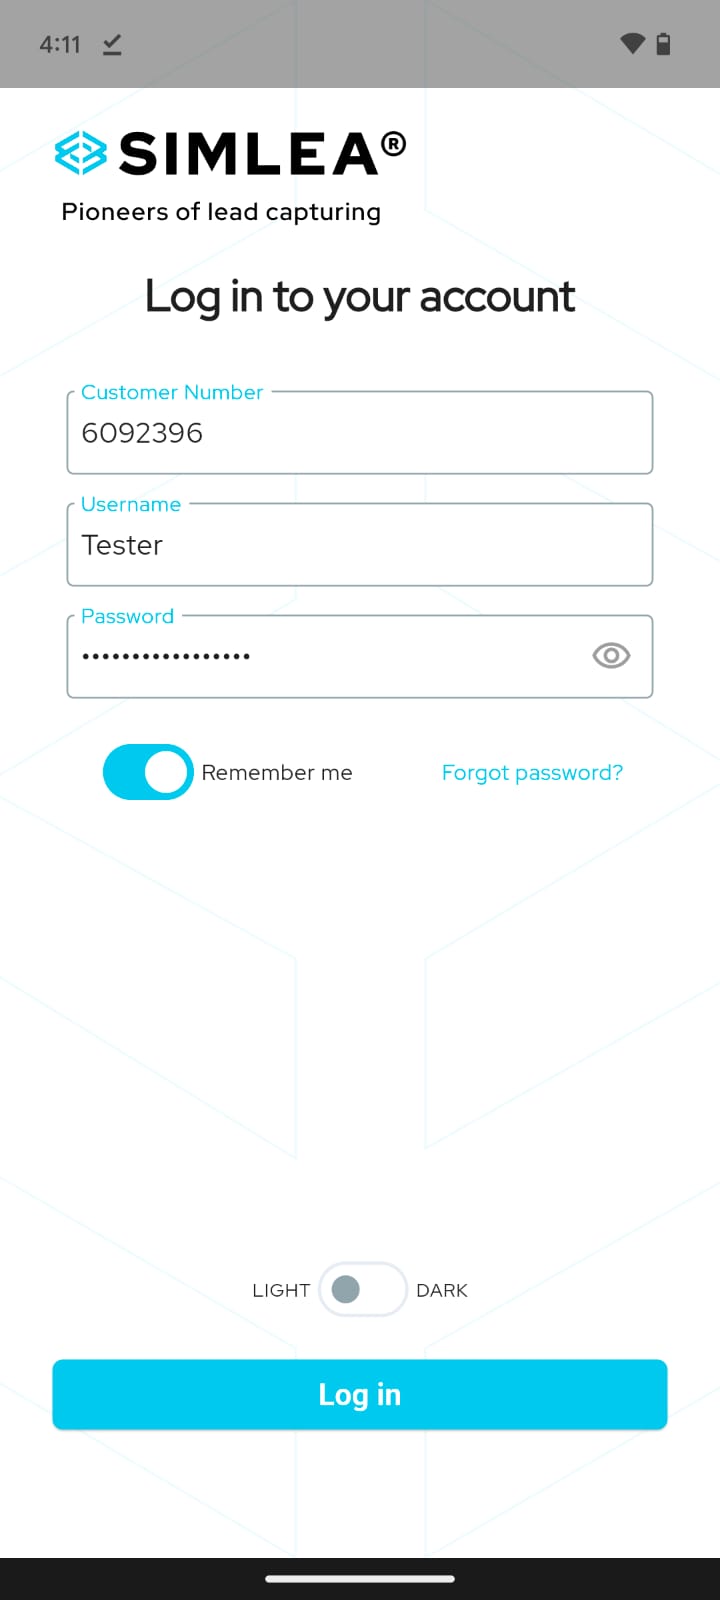 4:11
SIMLEA®
Pioneers of lead capturing
Log in to your account
Customer Number
6092396
Username
Tester
Password
•••••••••••••••••
Remember me
Forgot password?
LIGHT DARK
Log in